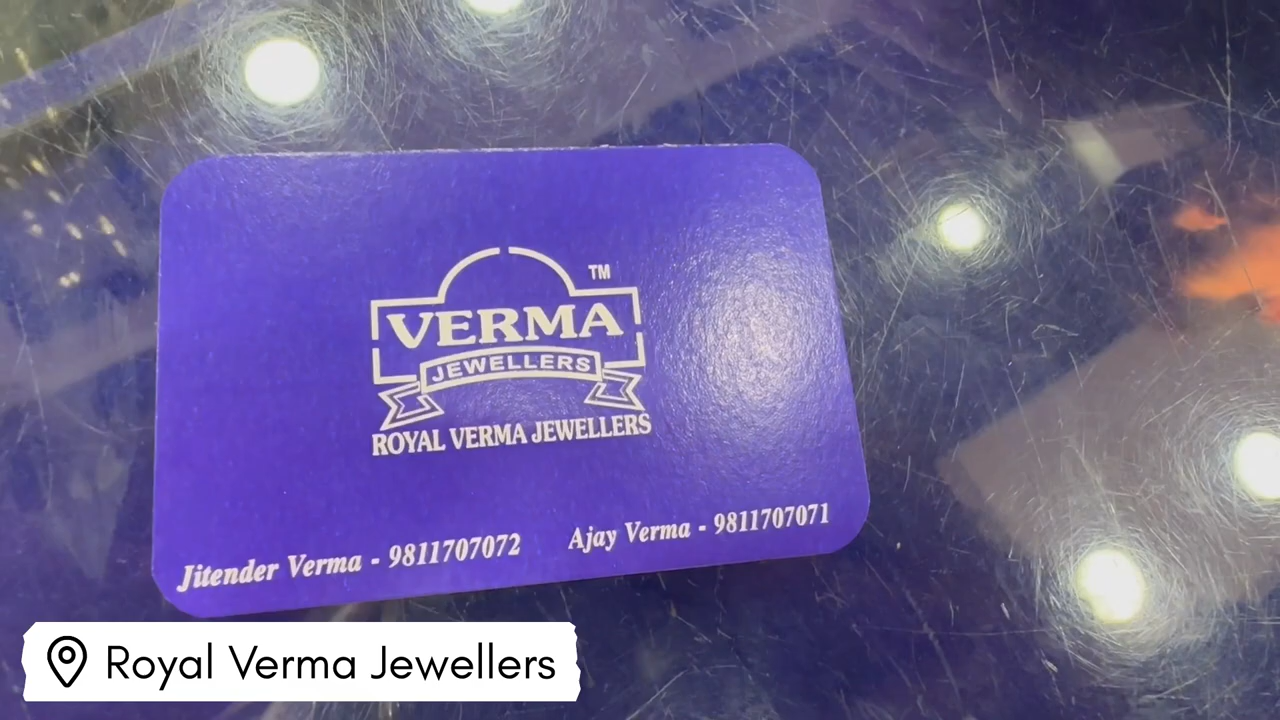 TM
VERMA
JEWELLERS
ROYAL VERMA JEWELLERS
Jitender Verma - 9811707072 Ajay Verma - 9811707071
Royal Verma Jewellers